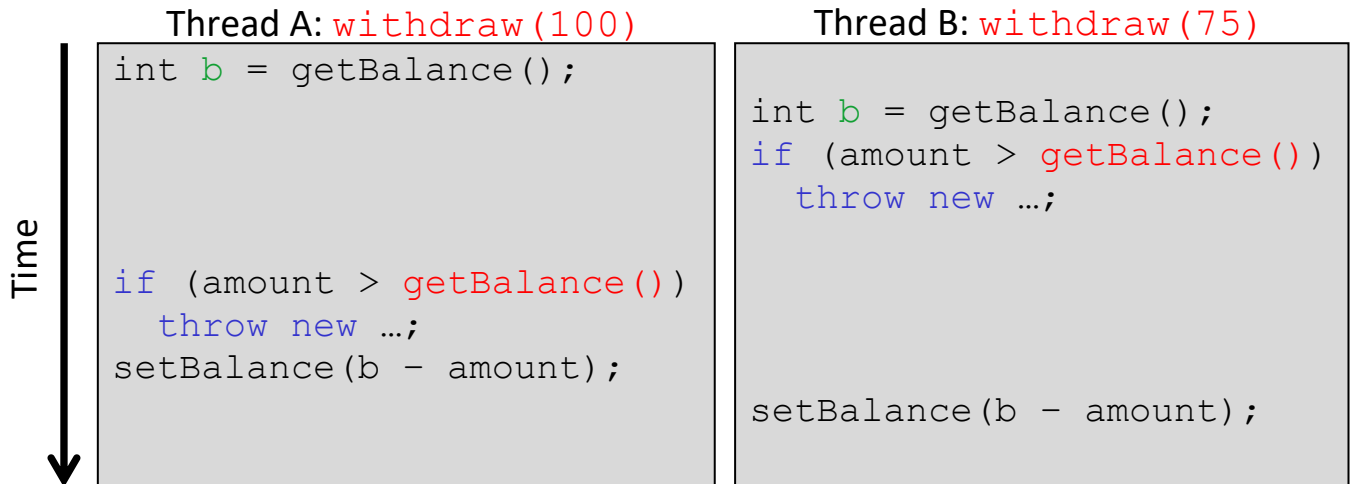 Thread A: withdraw(100)
int b = getBalance();
if (amount > getBalance())
  throw new …;
setBalance(b – amount);
Thread B: withdraw(75)
int b = getBalance();
if (amount > getBalance())
  throw new …;
setBalance(b – amount);
Time